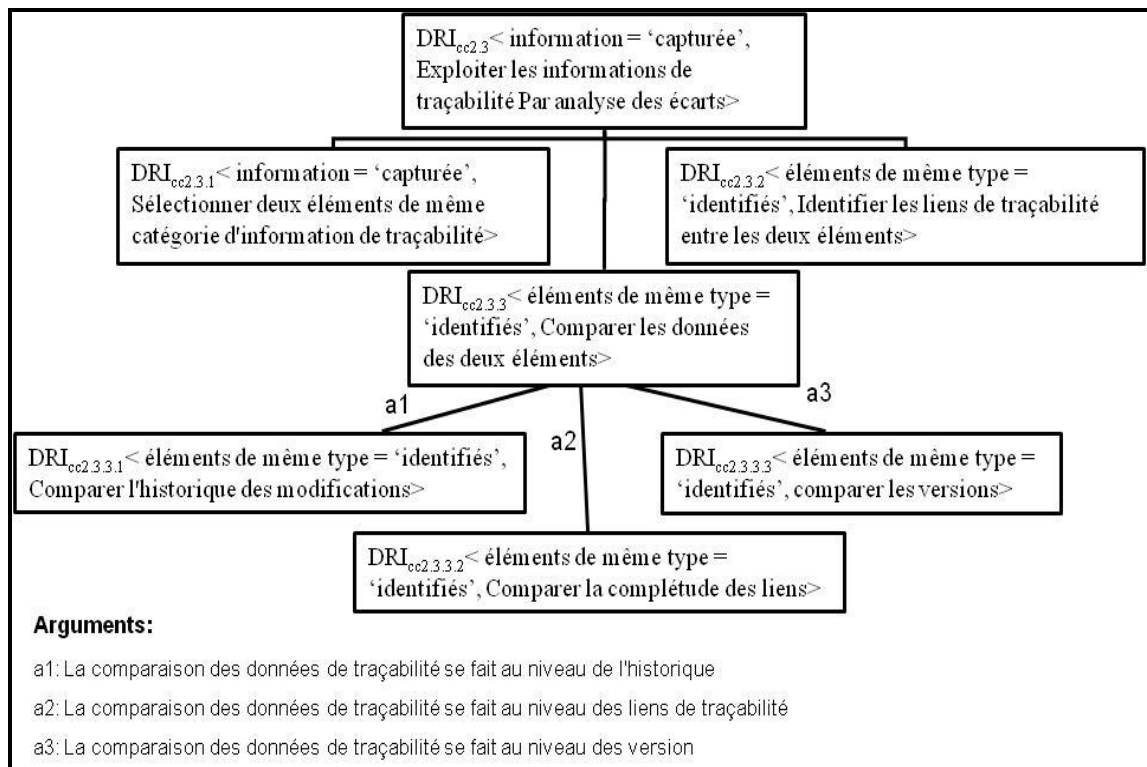 DRIcc2.3< information = ‘capturée’,
Exploiter les informations de
traçabilité Par analyse des écarts>
DRIcc2.3.1< information = ‘capturée’,
Sélectionner deux éléments de même
catégorie d'information de traçabilité>
DRIcc2.3.2< éléments de même type =
‘identifiés’, Identifier les liens de traçabilité
entre les deux éléments>
DRIcc2.3.3< éléments de même type =
‘identifiés’, Comparer les données
des deux éléments>
a1
a2
a3
DRIcc2.3.3.1< éléments de même type = ‘identifiés’,
Comparer l'historique des modifications>
DRIcc2.3.3.3< éléments de même type =
‘identifiés’, comparer les versions>
DRIcc2.3.3.2< éléments de même type =
‘identifiés’, Comparer la complétude des liens>
Arguments:
a1: La comparaison des données de traçabilité se fait au niveau de l'historique
a2: La comparaison des données de traçabilité se fait au niveau des liens de traçabilité
a3: La comparaison des données de traçabilité se fait au niveau des version